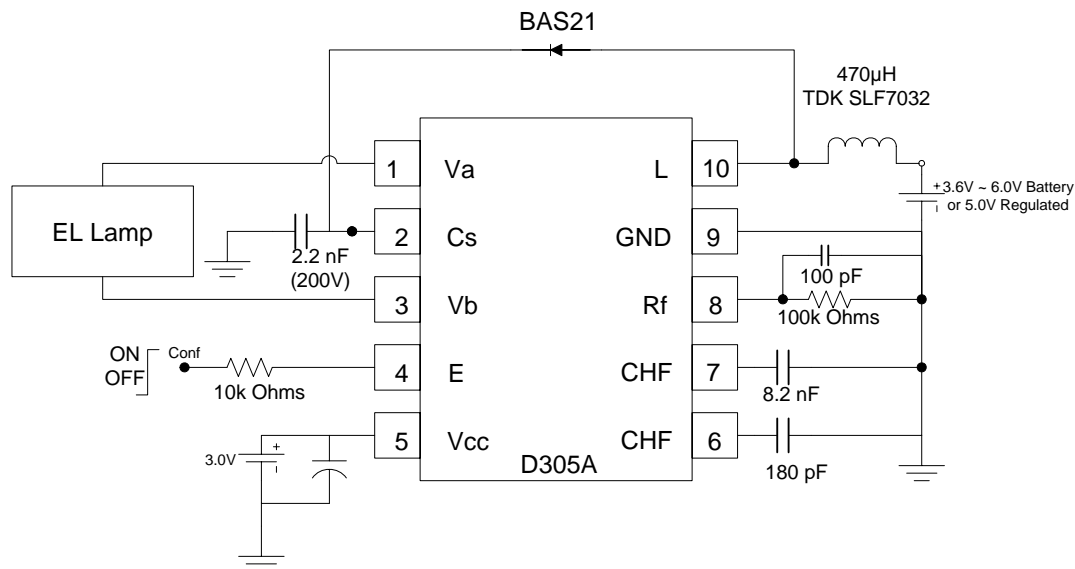 BAS21
470µH
TDK SLF7032
1
Va
L
10
+
3.6V ~ 6.0V Battery
or 5.0V Regulated
EL Lamp
2
Cs
GND
9
2.2 nF
(200V)
100 pF
3
Vb
Rf
8
100k Ohms
ON
OFF
Conf
10k Ohms
4
E
CHF
7
8.2 nF
3.0V
+
5
Vcc
CHF
6
D305A
180 pF